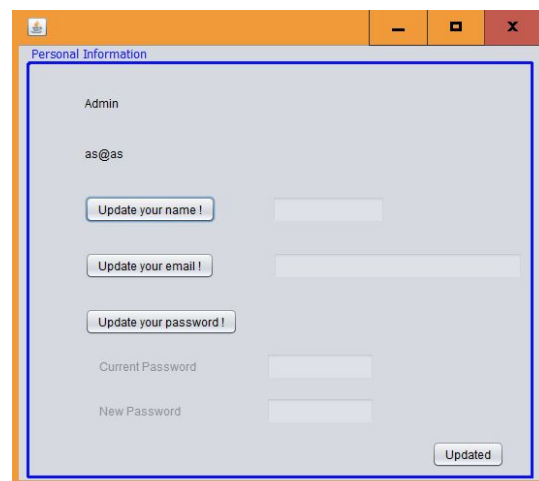 Personal Information
Admin
as@as
Update your name !
Update your email !
Update your password !
Current Password
New Password
Updated